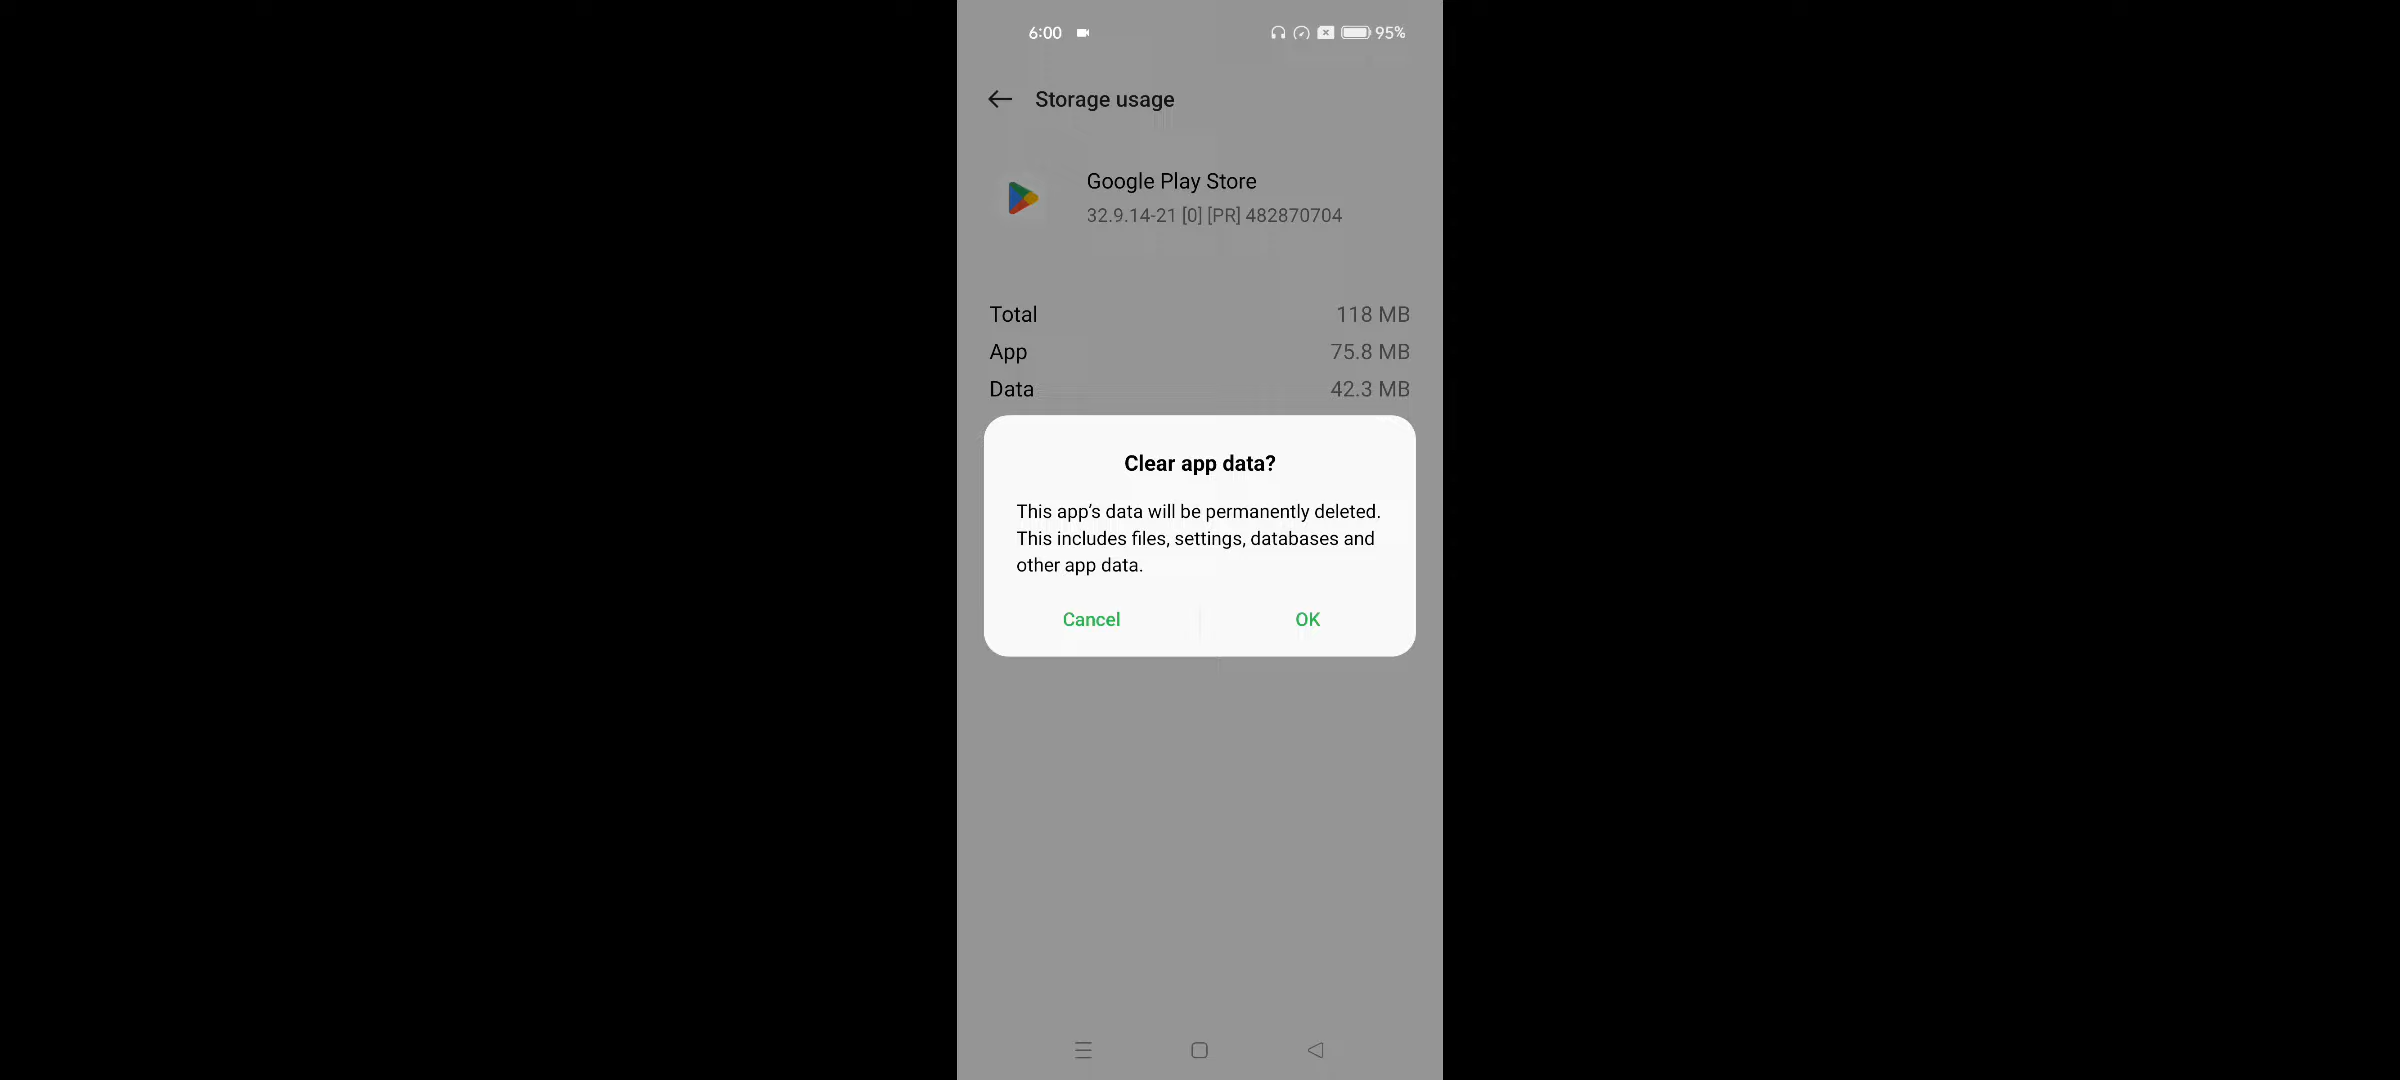 6:00 95%
Storage usage
Google Play Store
32.9.14-21 [0] [PR] 482870704
Total 118 MB
App 75.8 MB
Data 42.3 MB
Clear app data?
This app’s data will be permanently deleted.
This includes files, settings, databases and
other app data.
Cancel OK